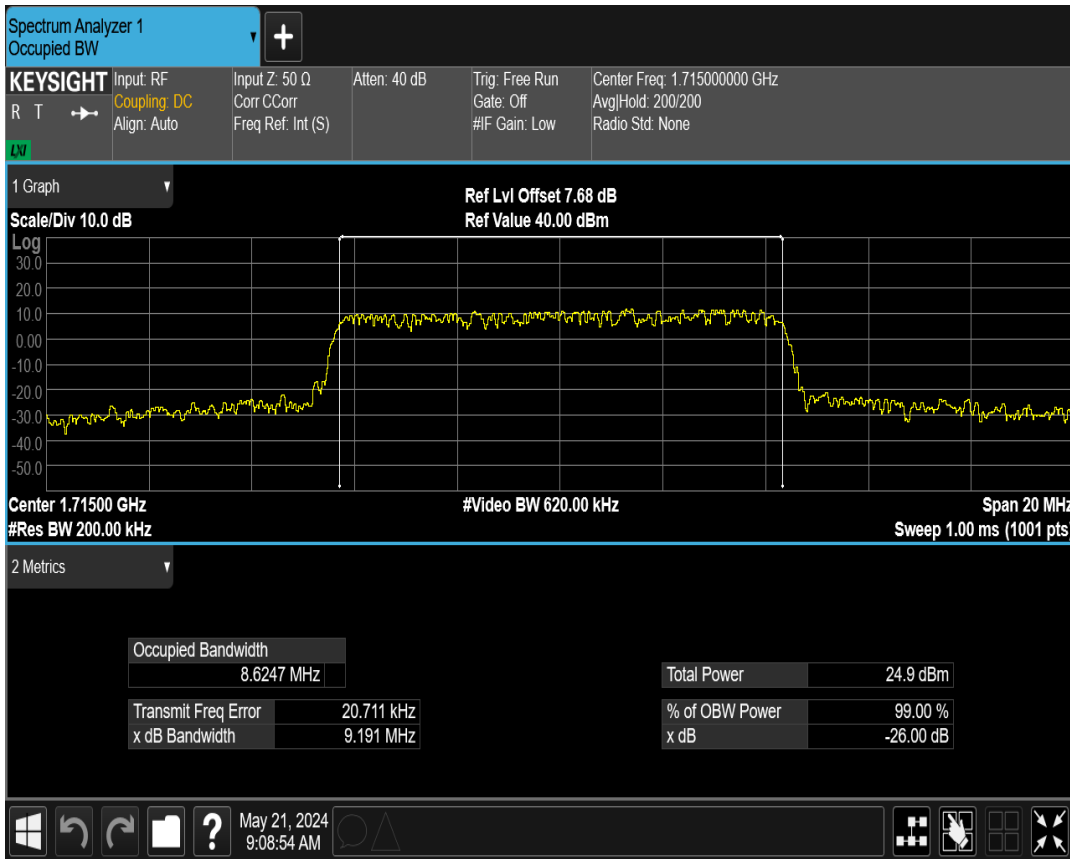 Spectrum Analyzer 1
Occupied BW
+
KEYSIGHT
R T
LXI
Input: RF
Coupling: DC
Align: Auto
Input Z: 50 Ω
Corr CCorr
Freq Ref: Int (S)
Atten: 40 dB
Trig: Free Run
Gate: Off
#IF Gain: Low
Center Freq: 1.715000000 GHz
Avg|Hold: 200/200
Radio Std: None
1 Graph
Scale/Div 10.0 dB
Ref Lvl Offset 7.68 dB
Ref Value 40.00 dBm
Log
30.0
20.0
10.0
0.00
-10.0
-20.0
-30.0
-40.0
-50.0
Center 1.71500 GHz
#Video BW 620.00 kHz
Span 20 MHz
#Res BW 200.00 kHz
Sweep 1.00 ms (1001 pts)
2 Metrics
Occupied Bandwidth
8.6247 MHz
Transmit Freq Error 20.711 kHz
x dB Bandwidth 9.191 MHz
Total Power 24.9 dBm
% of OBW Power 99.00 %
x dB -26.00 dB
?
May 21, 2024
9:08:54 AM